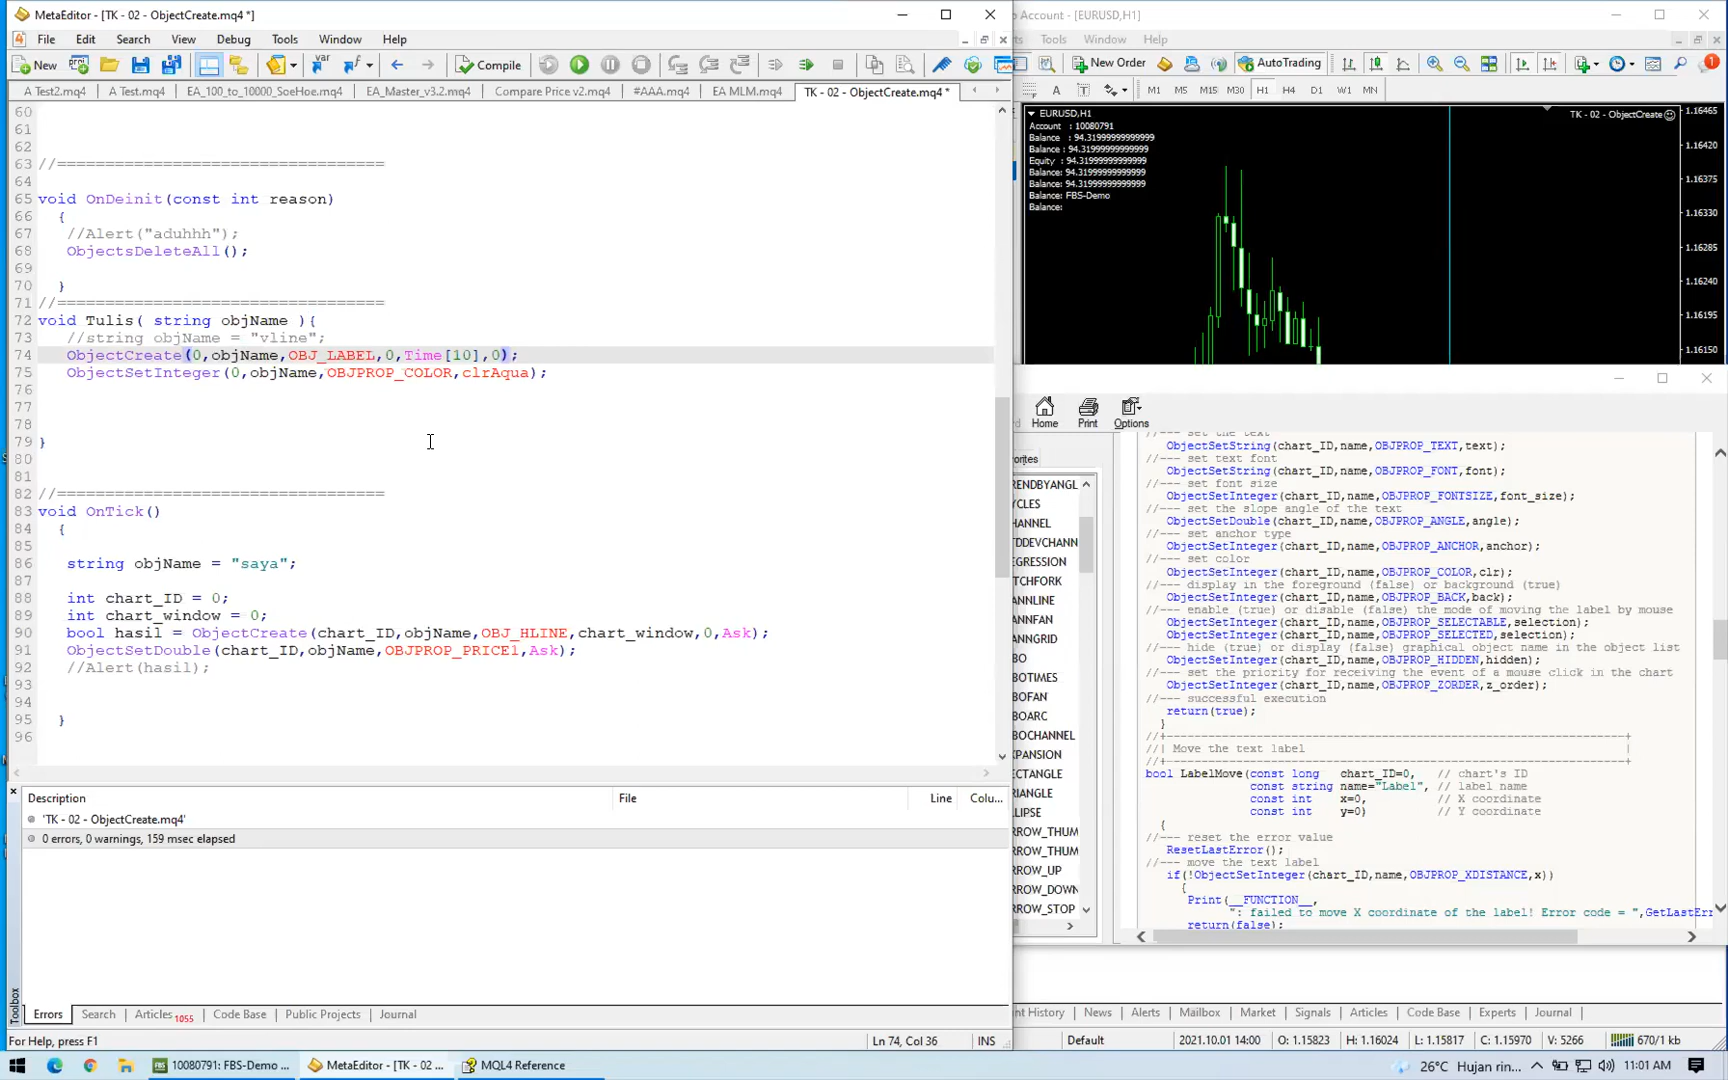 MetaEditor - [TK - 02 - ObjectCreate.mq4 *]
File Edit Search View Debug Tools Window Help
New Compile
A Test2.mq4 A Test.mq4 EA_100_to_10000_SoeHoe.mq4 EA_Master_v3.2.mq4 Compare Price v2.mq4 #AAA.mq4 EA MLM.mq4 TK - 02 - ObjectCreate.mq4 *
60
61
62
63 //==================================
64
65 void OnDeinit(const int reason)
66 {
67 //Alert("aduhhh");
68 ObjectsDeleteAll();
69
70 }
71 //==================================
72 void Tulis( string objName ){
73 //string objName = "vline";
74 ObjectCreate(0,objName,OBJ_LABEL,0,Time[10],0);
75 ObjectSetInteger(0,objName,OBJPROP_COLOR,clrAqua);
76
77
78
79 }
80
81
82 //==================================
83 void OnTick()
84 {
85
86 string objName = "saya";
87
88 int chart_ID = 0;
89 int chart_window = 0;
90 bool hasil = ObjectCreate(chart_ID,objName,OBJ_HLINE,chart_window,0,Ask);
91 ObjectSetDouble(chart_ID,objName,OBJPROP_PRICE1,Ask);
92 //Alert(hasil);
93
94
95 }
96
Description File Line Colu...
'TK - 02 - ObjectCreate.mq4'
0 errors, 0 warnings, 159 msec elapsed
Toolbox
Errors Search Articles 1055 Code Base Public Projects Journal
For Help, press F1 Ln 74, Col 36 INS
Account - [EURUSD,H1]
Tools Window Help
New Order AutoTrading
A T M1 M5 M15 M30 H1 H4 D1 W1 MN
EURUSD,H1
TK - 02 - ObjectCreate
Account : 10080791
Balance : 94.31999999999999
Balance : 94.31999999999999
Equity : 94.31999999999999
Balance: 94.31999999999999
Balance: 94.31999999999999
Balance: FBS-Demo
Balance:
1.16465
1.16420
1.16375
1.16330
1.16285
1.16240
1.16195
1.16150
Home Print Options
orites
RENDBYANGL
YCLES
HANNEL
TDDEVCHANN
EGRESSION
ITCHFORK
ANNLINE
ANNFAN
ANNGRID
BO
BOTIMES
BOFAN
BOARC
BOCHANNEL
XPANSION
ECTANGLE
RIANGLE
LLIPSE
RROW_THUM
RROW_THUM
RROW_UP
RROW_DOWN
RROW_STOP
//--- set the text
ObjectSetString(chart_ID,name,OBJPROP_TEXT,text);
//--- set text font
ObjectSetString(chart_ID,name,OBJPROP_FONT,font);
//--- set font size
ObjectSetInteger(chart_ID,name,OBJPROP_FONTSIZE,font_size);
//--- set the slope angle of the text
ObjectSetDouble(chart_ID,name,OBJPROP_ANGLE,angle);
//--- set anchor type
ObjectSetInteger(chart_ID,name,OBJPROP_ANCHOR,anchor);
//--- set color
ObjectSetInteger(chart_ID,name,OBJPROP_COLOR,clr);
//--- display in the foreground (false) or background (true)
ObjectSetInteger(chart_ID,name,OBJPROP_BACK,back);
//--- enable (true) or disable (false) the mode of moving the label by mouse
ObjectSetInteger(chart_ID,name,OBJPROP_SELECTABLE,selection);
ObjectSetInteger(chart_ID,name,OBJPROP_SELECTED,selection);
//--- hide (true) or display (false) graphical object name in the object list
ObjectSetInteger(chart_ID,name,OBJPROP_HIDDEN,hidden);
//--- set the priority for receiving the event of a mouse click in the chart
ObjectSetInteger(chart_ID,name,OBJPROP_ZORDER,z_order);
//--- successful execution
return(true);
}
//+------------------------------------------------------------------+
//| Move the text label |
//+------------------------------------------------------------------+
bool LabelMove(const long chart_ID=0, // chart's ID
const string name="Label", // label name
const int x=0, // X coordinate
const int y=0) // Y coordinate
{
//--- reset the error value
ResetLastError();
//--- move the text label
if(!ObjectSetInteger(chart_ID,name,OBJPROP_XDISTANCE,x))
{
Print(__FUNCTION__,
": failed to move X coordinate of the label! Error code = ",GetLastErr
return(false);
nt History News Alerts Mailbox Market Signals Articles Code Base Experts Journal
Default 2021.10.01 14:00 O: 1.15823 H: 1.16024 L: 1.15817 C: 1.15970 V: 5266 670/1 kb
10080791: FBS-Demo ... MetaEditor - [TK - 02 ... MQL4 Reference 26°C Hujan rin... 11:01 AM